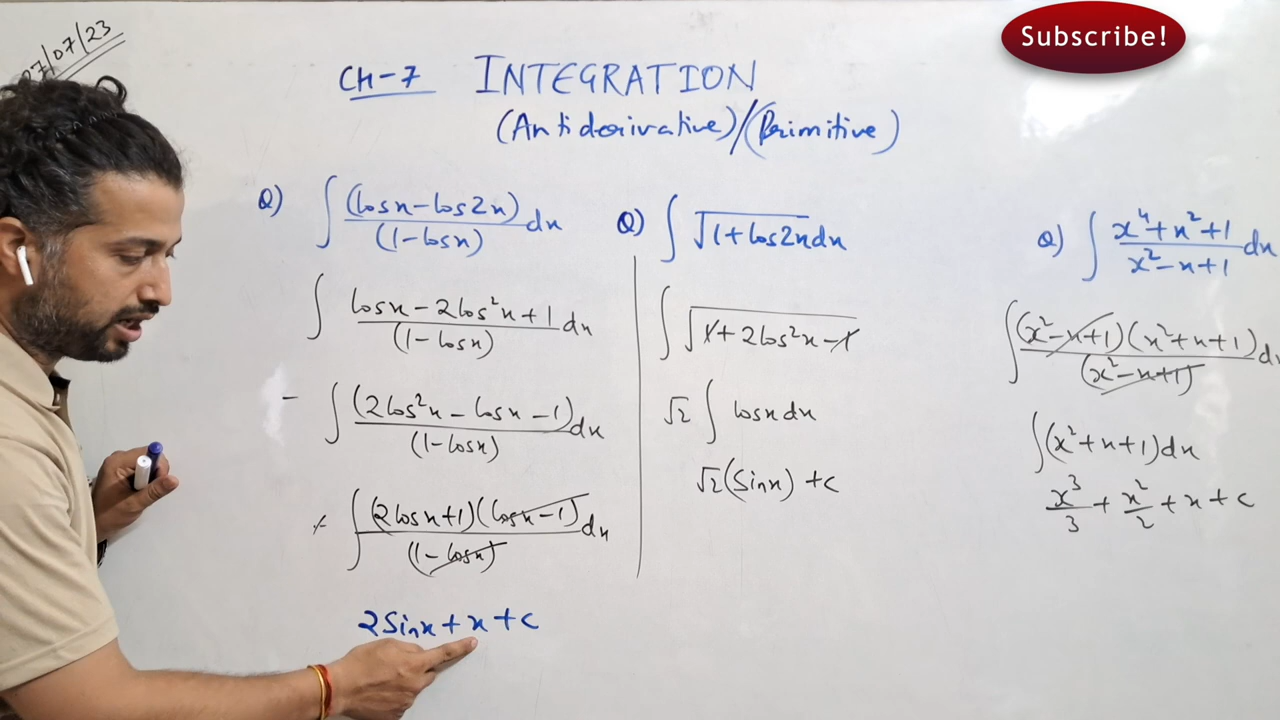 27/07/23
Subscribe!
CH-7 INTEGRATION
(Antiderivative)/(Primitive)
Q) ∫ (cosx-cos2x)/(1-cosx) dx
∫ (cosx-2cos²x+1)/(1-cosx) dx
- ∫ (2cos²x-cosx-1)/(1-cosx) dx
+ ∫ (2cosx+1)(cosx-1)/(1-cosx) dx
2Sinx+x+c
Q) ∫ √(1+cos2x) dx
∫ √(1+2cos²x-1)
√2 ∫ cosx dx
√2(Sinx)+c
Q) ∫ (x⁴+x²+1)/(x²-x+1) dx
∫ (x²-x+1)(x²+x+1)/(x²-x+1) dx
∫(x²+x+1)dx
x³/3 + x²/2 + x + c